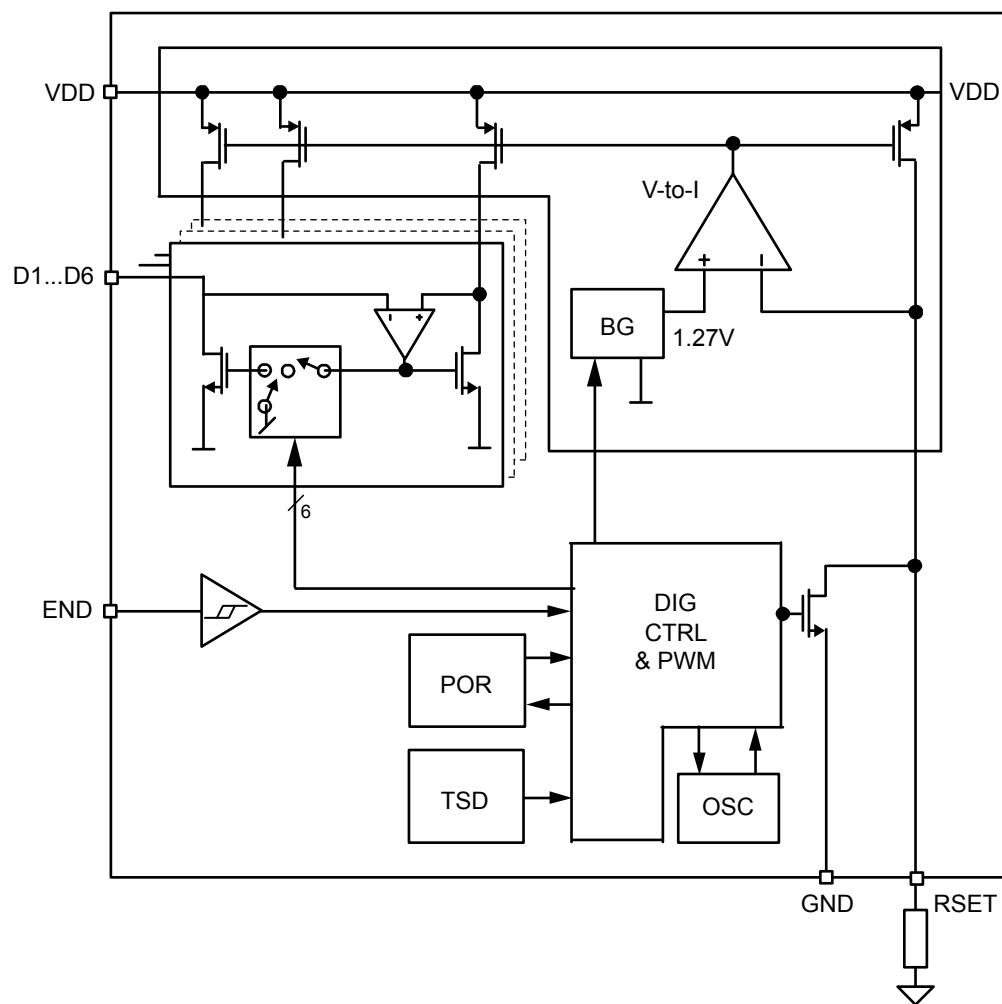 VDD
VDD
V-to-I
D1...D6
BG
1.27V
6
END
DIG
CTRL
& PWM
POR
TSD
OSC
GND
RSET